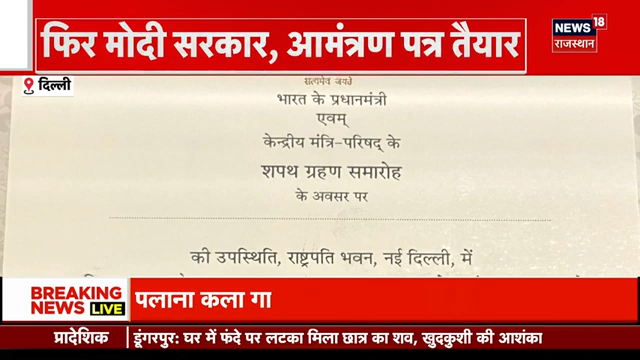 फिर मोदी सरकार, आमंत्रण पत्र तैयार
NEWS 18
राजस्थान
दिल्ली
सत्यमेव जयते
भारत के प्रधानमंत्री
एवम्
केन्द्रीय मंत्रि-परिषद् के
शपथ ग्रहण समारोह
के अवसर पर
की उपस्थिति, राष्ट्रपति भवन, नई दिल्ली, में
BREAKING
NEWS LIVE
पलाना कला गा
प्रादेशिक
डूंगरपुर: घर में फंदे पर लटका मिला छात्र का शव, खुदकुशी की आशंका